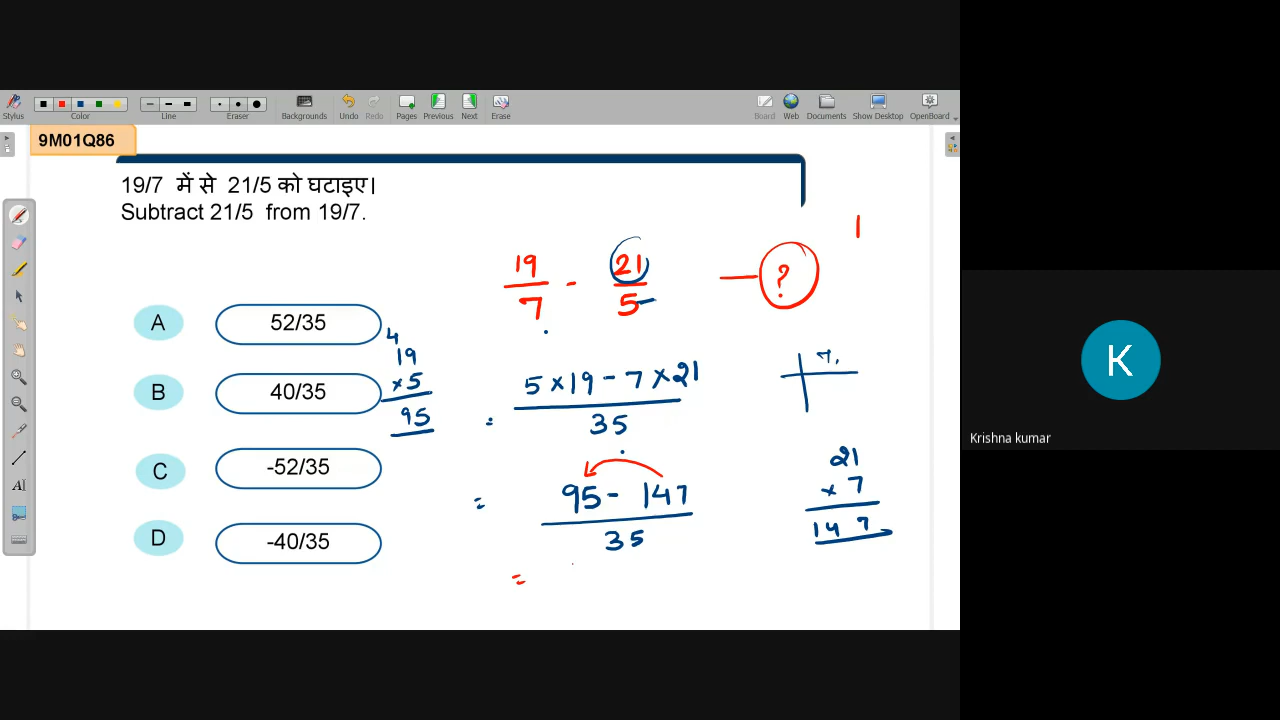 Stylus
Color
Line
Eraser
Backgrounds
Undo
Redo
Pages
Previous
Next
Erase
Board
Web
Documents
Show Desktop
OpenBoard
9M01Q86
19/7 में से 21/5 को घटाइए।
Subtract 21/5 from 19/7.
19/7 - 21/5 — ?
1
A 52/35
B 40/35
C -52/35
D -40/35
4
19
×5
95
= 5×19-7×21
35
7.
= 95-147
35
21
×7
147
=
K
Krishna kumar